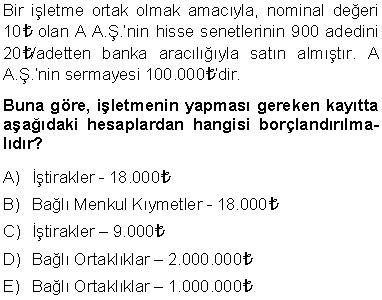 Bir işletme ortak olmak amacıyla, nominal değeri
10₺ olan A A.Ş.'nin hisse senetlerinin 900 adedini
20₺/adetten banka aracılığıyla satın almıştır. A
A.Ş.'nin sermayesi 100.000₺'dir.
Buna göre, işletmenin yapması gereken kayıtta
aşağıdaki hesaplardan hangisi borçlandırılma-
lıdır?
A) İştirakler - 18.000₺
B) Bağlı Menkul Kıymetler - 18.000₺
C) İştirakler – 9.000₺
D) Bağlı Ortaklıklar – 2.000.000₺
E) Bağlı Ortaklıklar – 1.000.000₺